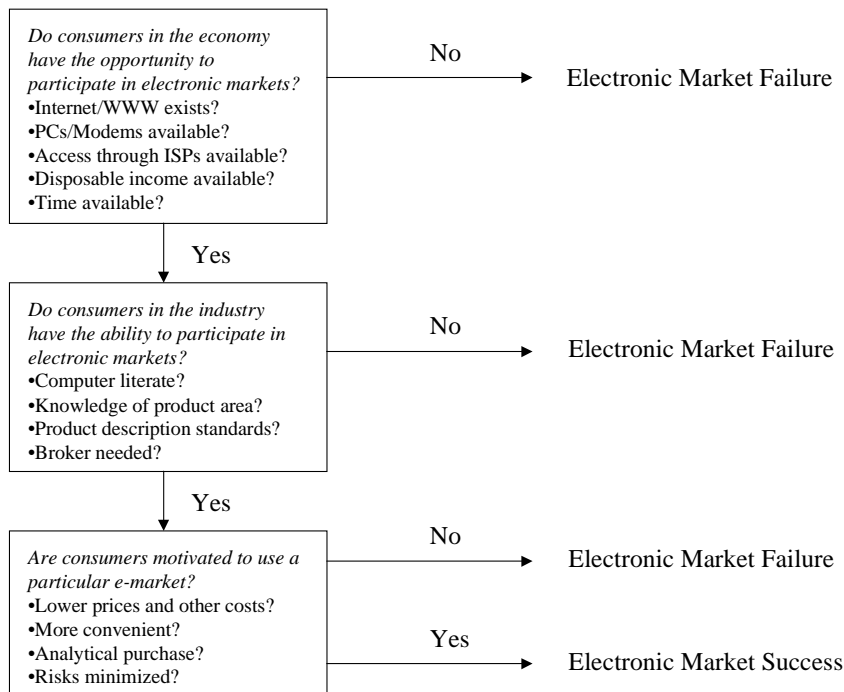 Do consumers in the economy
have the opportunity to
participate in electronic markets?
•Internet/WWW exists?
•PCs/Modems available?
•Access through ISPs available?
•Disposable income available?
•Time available?
No
Electronic Market Failure
Yes
Do consumers in the industry
have the ability to participate in
electronic markets?
•Computer literate?
•Knowledge of product area?
•Product description standards?
•Broker needed?
No
Electronic Market Failure
Yes
Are consumers motivated to use a
particular e-market?
•Lower prices and other costs?
•More convenient?
•Analytical purchase?
•Risks minimized?
No
Electronic Market Failure
Yes
Electronic Market Success